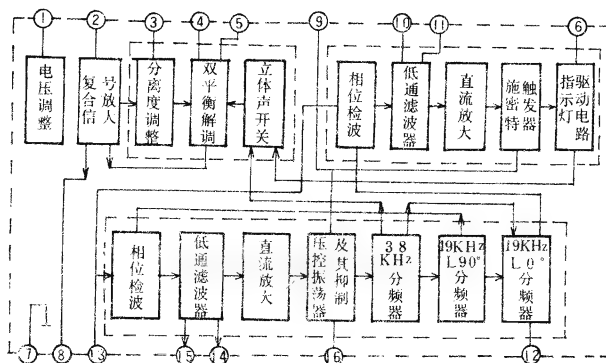 ① ② ③ ④ ⑤ ⑨ ⑩ ⑪ ⑥
电压调整
复合信
号放大
分离度调整
双平衡解调
立体声开关
相位检波
低通滤波器
直流放大
施密特
触发器
指示灯
驱动电路
相位检波
低通滤波器
直流放大
压控振荡器
及其抑制
38
KHz
分频器
19KHz
L90°
分频器
19KHz
L0°
分频器
⑦ ⑧ ⑬ ⑮ ⑭ ⑯ ⑫